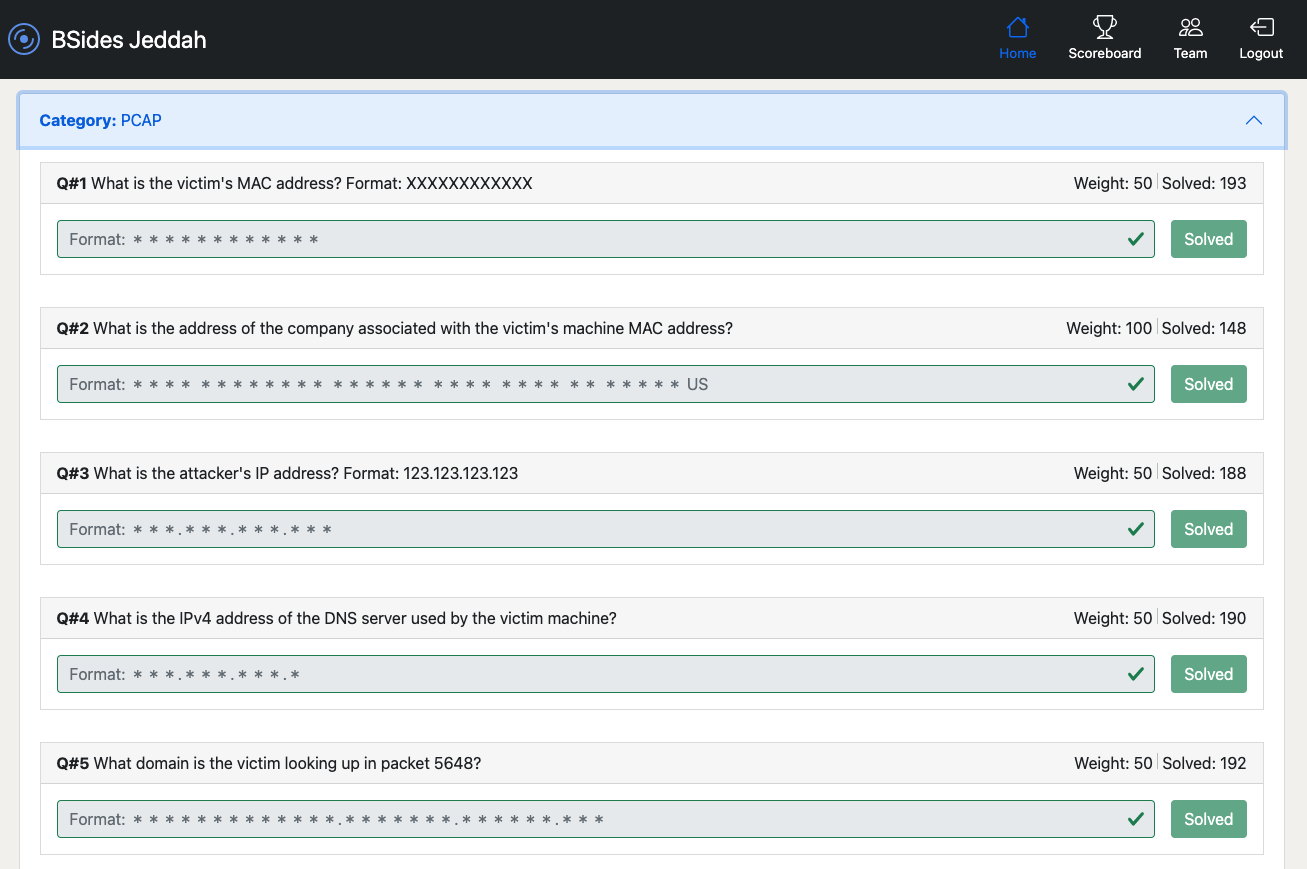 BSides Jeddah
Home
Scoreboard
Team
Logout
Category: PCAP
Q#1 What is the victim's MAC address? Format: XXXXXXXXXXXX
Weight: 50 Solved: 193
Format: * * * * * * * * * * * *
Solved
Q#2 What is the address of the company associated with the victim's machine MAC address?
Weight: 100 Solved: 148
Format: * * * * * * * * * * * * * * * * * * * * * * * * * * * * * * * * * US
Solved
Q#3 What is the attacker's IP address? Format: 123.123.123.123
Weight: 50 Solved: 188
Format: * * *.* * *.* * *.* * *
Solved
Q#4 What is the IPv4 address of the DNS server used by the victim machine?
Weight: 50 Solved: 190
Format: * * *.* * *.* * *.*
Solved
Q#5 What domain is the victim looking up in packet 5648?
Weight: 50 Solved: 192
Format: * * * * * * * * * * * * *.* * * * * * *.* * * * * *.* * *
Solved